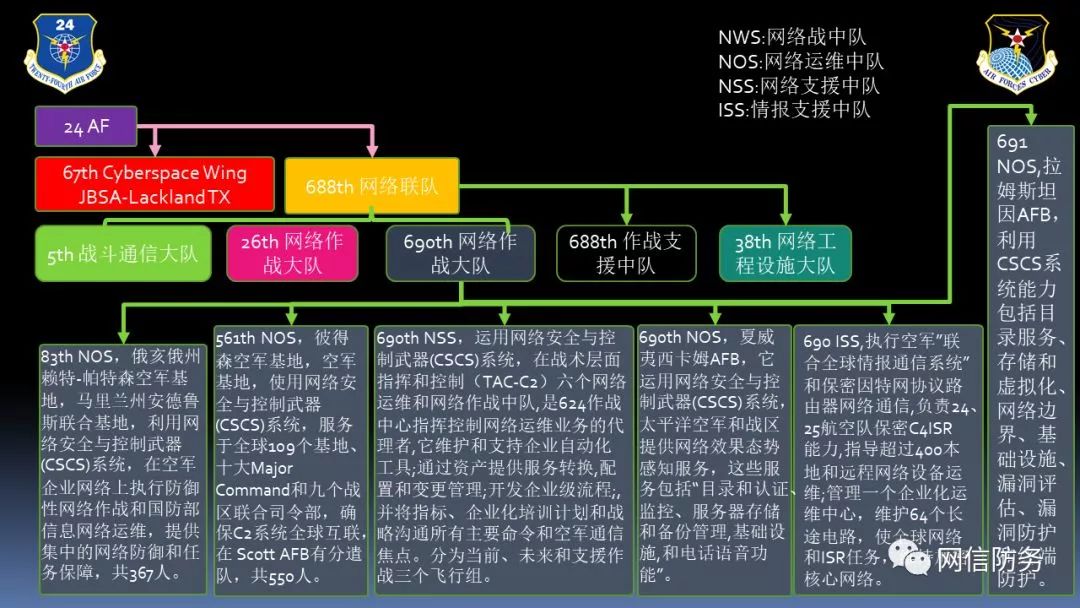 24
TWENTY-FOURTH AIR FORCE
NWS:网络战中队
NOS:网络运维中队
NSS:网络支援中队
ISS:情报支援中队
AIR FORCES CYBER
24 AF
67th Cyberspace Wing
JBSA-Lackland TX
688th 网络联队
5th 战斗通信大队
26th 网络作
战大队
690th 网络作
战大队
688th 作战支
援中队
38th 网络工
程设施大队
83th NOS，俄亥俄州
赖特-帕特森空军基
地，马里兰州安德鲁
斯联合基地，利用网
络安全与控制武器
(CSCS)系统，在空军
企业网络上执行防御
性网络作战和国防部
信息网络运维，提供
集中的网络防御和任
务保障，共367人。
561th NOS，彼得
森空军基地，空军
基地，使用网络安
全与控制武器
(CSCS)系统，服务
于全球109个基地、
十大Major
Command和九个战
区联合司令部，确
保C2系统全球互联，
在 Scott AFB有分遣
队，共550人。
690th NSS，运用网络安全与控
制武器(CSCS)系统，在战术层面
指挥和控制（TAC-C2）六个网络
运维和网络作战中队,是624作战
中心指挥控制网络运维业务的代
理者,它维护和支持企业自动化
工具;通过资产提供服务转换,配
置和变更管理;开发企业级流程;,
并将指标、企业化培训计划和战
略沟通所有主要命令和空军通信
焦点。分为当前、未来和支援作
战三个飞行组。
690th NOS，夏威
夷西卡姆AFB，它
运用网络安全与控
制武器(CSCS)系统，
太平洋空军和战区
提供网络效果态势
感知服务，这些服
务包括“目录和认证、
监控、服务器存储
和备份管理,基础设
施,和电话语音功
能”。
690 ISS,执行空军”联
合全球情报通信系统”
和保密因特网协议路
由器网络通信,负责24、
25航空队保密C4ISR
能力,指导超过400本
地和远程网络设备运
维;管理一个企业化运
维中心，维护64个长
途电路，使全球网络
和ISR任务，
核心网络。
691
NOS,拉
姆斯坦
因AFB，
利用
CSCS系
统能力
包括目
录服务、
存储和
虚拟化、
网络边
界、基
础设施、
漏洞评
估、漏
洞防护
端
防护。
网信防务